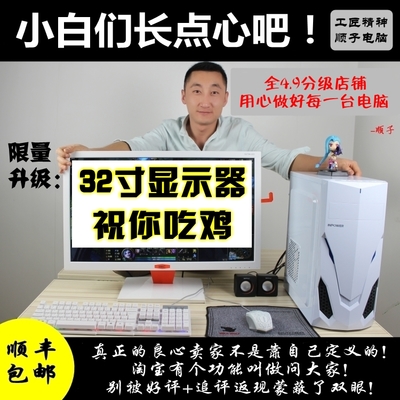 小白们长点心吧！
工匠精神
顺子电脑
全4.9分级店铺
用心做好每一台电脑
-顺子
限量
升级：
32寸显示器
祝你吃鸡
顺丰
包邮
真正的良心卖家不是靠自己定义的!
淘宝有个功能叫做问大家!
别被好评+追评返现蒙蔽了双眼!